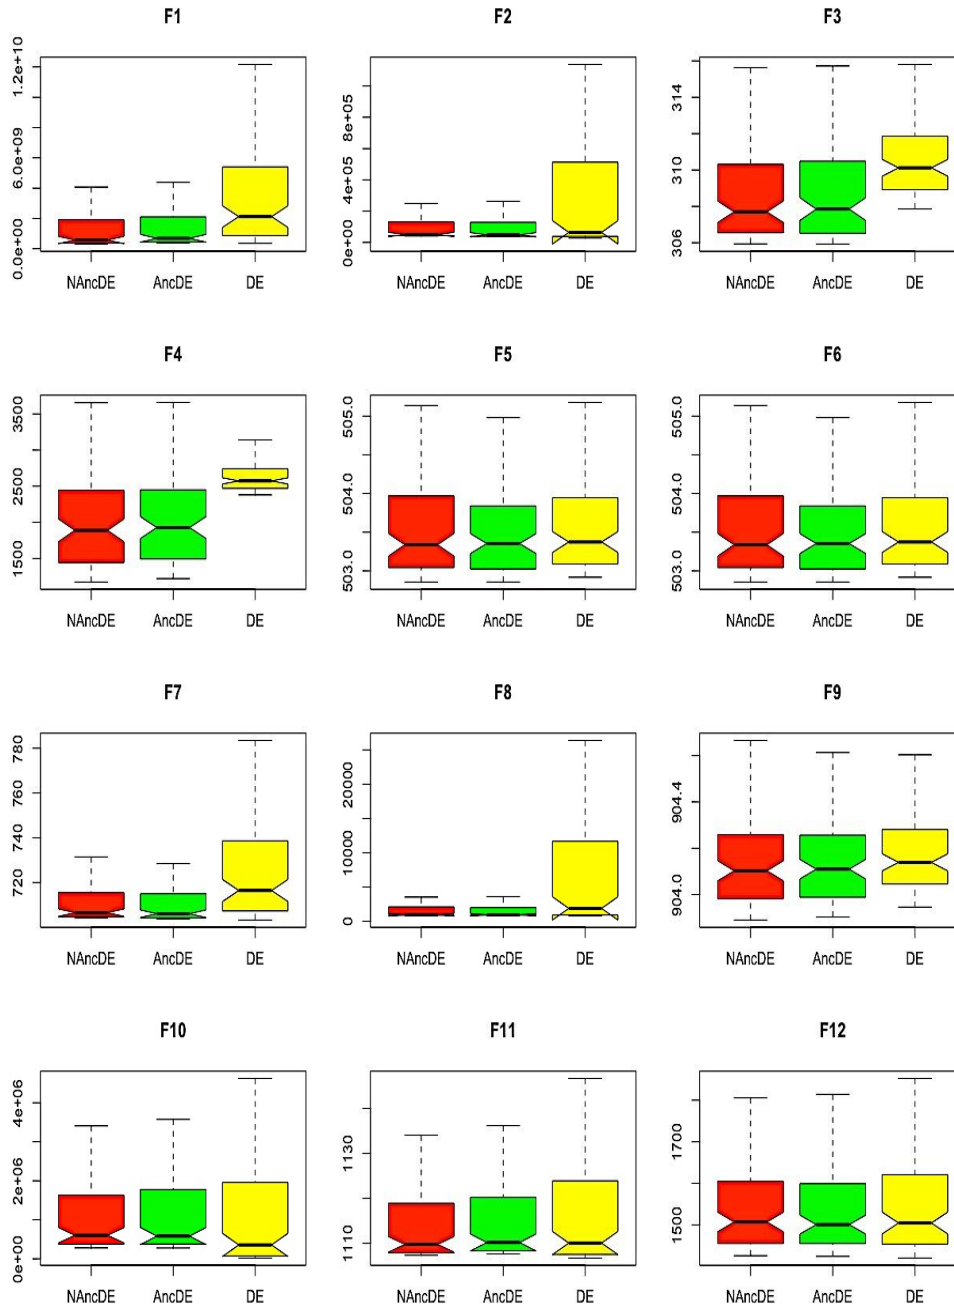 F1
1.2e+10
6.0e+09
0.0e+00
NAncDE AncDE DE
F2
8e+05
4e+05
0e+00
NAncDE AncDE DE
F3
314
310
306
NAncDE AncDE DE
F4
3500
2500
1500
NAncDE AncDE DE
F5
505.0
504.0
503.0
NAncDE AncDE DE
F6
505.0
504.0
503.0
NAncDE AncDE DE
F7
780
760
740
720
NAncDE AncDE DE
F8
20000
10000
0
NAncDE AncDE DE
F9
904.4
904.0
NAncDE AncDE DE
F10
4e+06
2e+06
0e+00
NAncDE AncDE DE
F11
1130
1110
NAncDE AncDE DE
F12
1700
1500
NAncDE AncDE DE